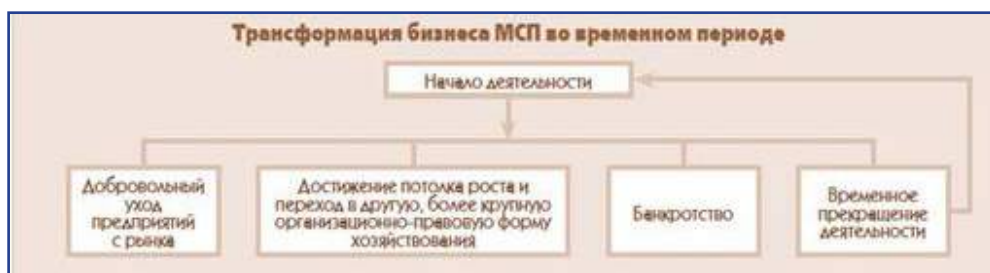 Трансформация бизнеса МСП во временном периоде
Начало деятельности
Добровольный
уход
предприятий
с рынка
Достижение потолка роста и
переход в другую, более крупную
организационно-правовую форму
хозяйствования
Банкротство
Временное
прекращение
деятельности